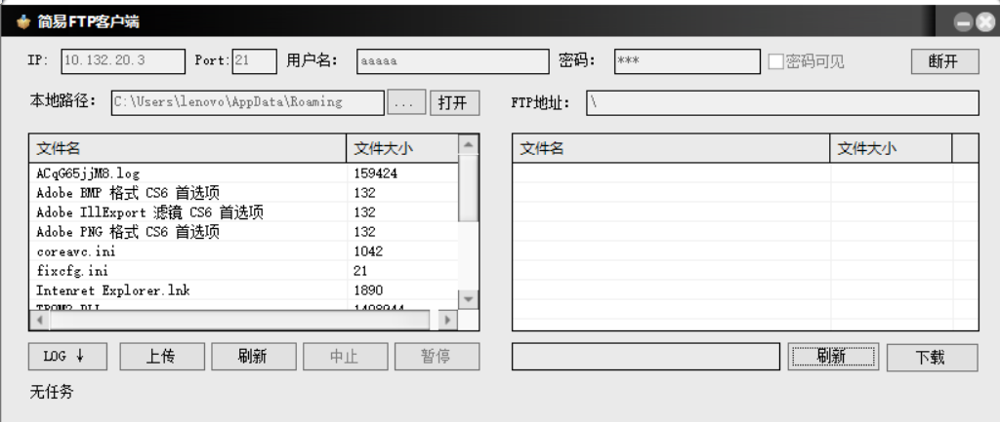 简易FTP客户端
IP: 10.132.20.3 Port: 21 用户名： aaaaa 密码： *** 密码可见 断开
本地路径： C:\Users\lenovo\AppData\Roaming ... 打开 FTP地址： \
文件名 文件大小 文件名 文件大小
ACqG65jjM8.log 159424
Adobe BMP 格式 CS6 首选项 132
Adobe IllExport 滤镜 CS6 首选项 132
Adobe PNG 格式 CS6 首选项 132
coreavc.ini 1042
fixcfg.ini 21
Intenret Explorer.lnk 1890
LOG ↓ 上传 刷新 中止 暂停 刷新 下载
无任务